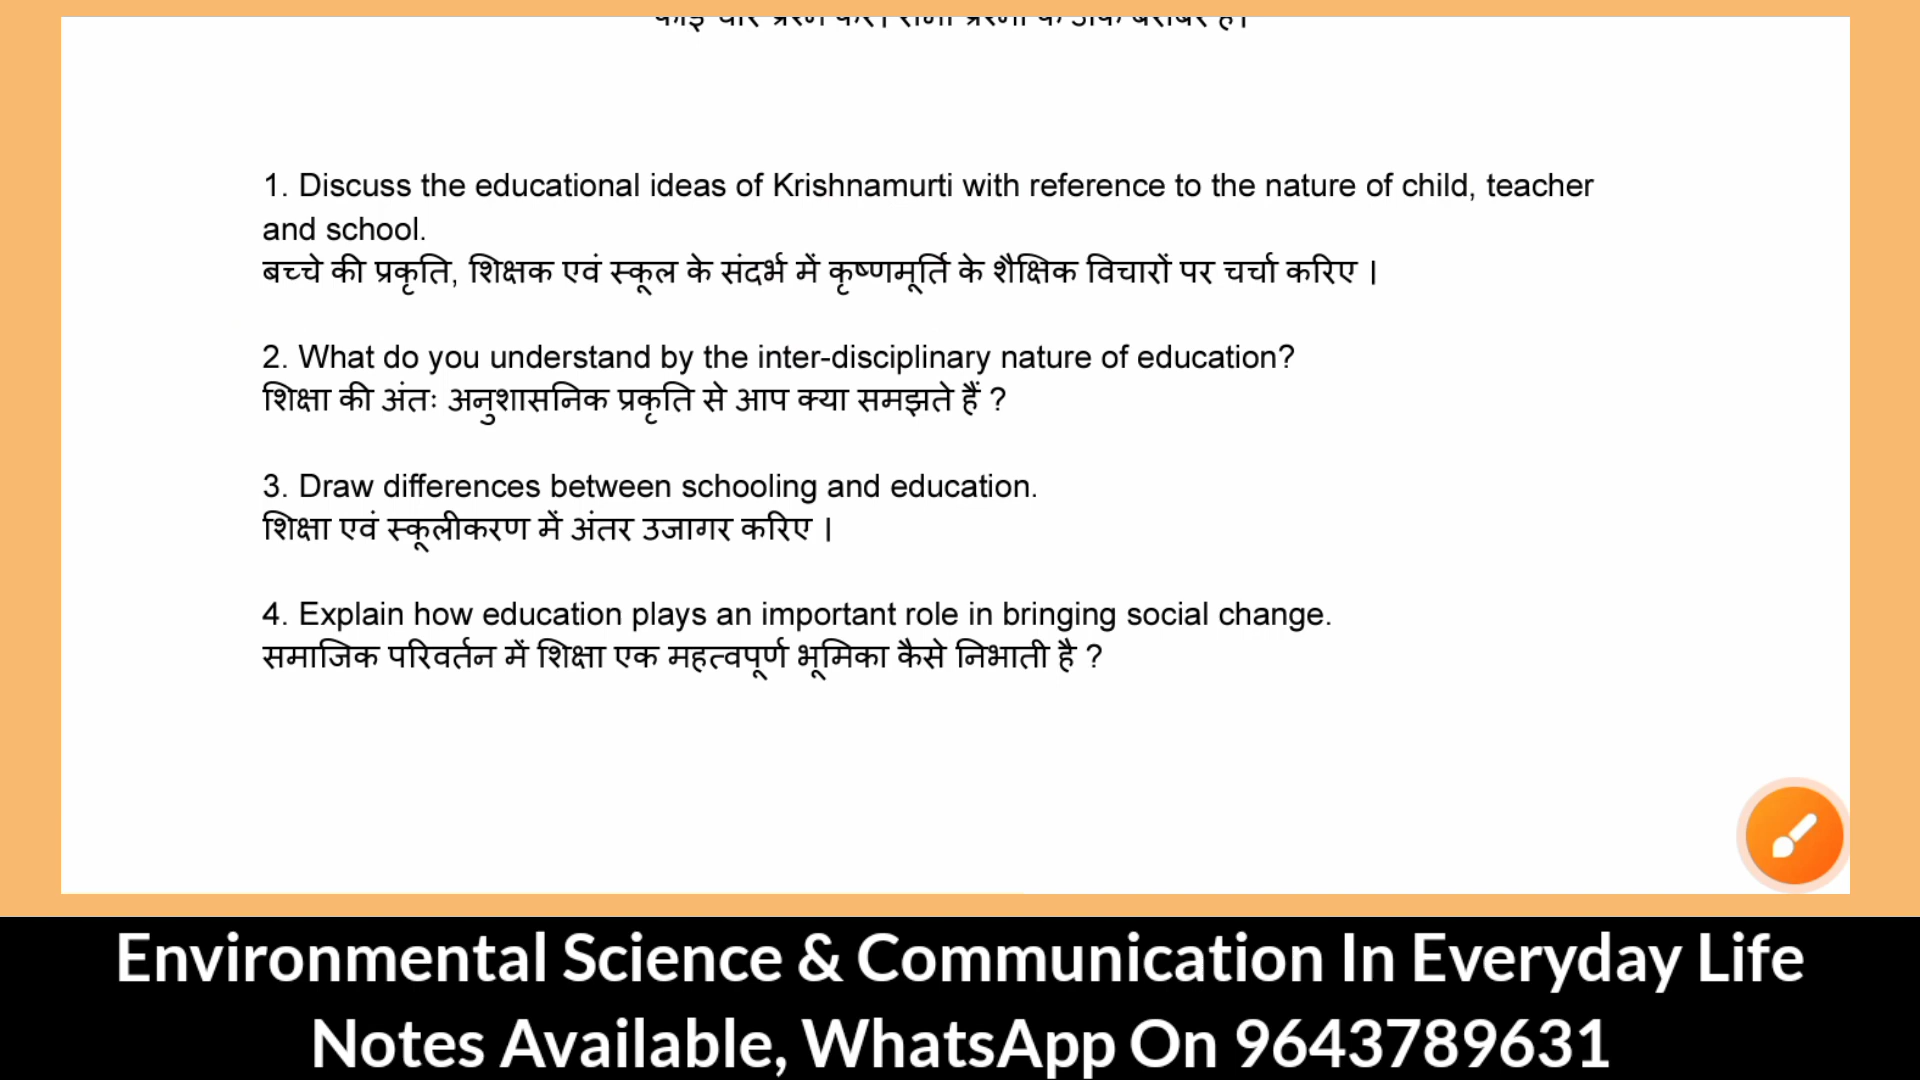 1. Discuss the educational ideas of Krishnamurti with reference to the nature of child, teacher
and school.
बच्चे की प्रकृति, शिक्षक एवं स्कूल के संदर्भ में कृष्णमूर्ति के शैक्षिक विचारों पर चर्चा करिए ।
2. What do you understand by the inter-disciplinary nature of education?
शिक्षा की अंतः अनुशासनिक प्रकृति से आप क्या समझते हैं ?
3. Draw differences between schooling and education.
शिक्षा एवं स्कूलीकरण में अंतर उजागर करिए ।
4. Explain how education plays an important role in bringing social change.
समाजिक परिवर्तन में शिक्षा एक महत्वपूर्ण भूमिका कैसे निभाती है ?
Environmental Science & Communication In Everyday Life
Notes Available, WhatsApp On 9643789631